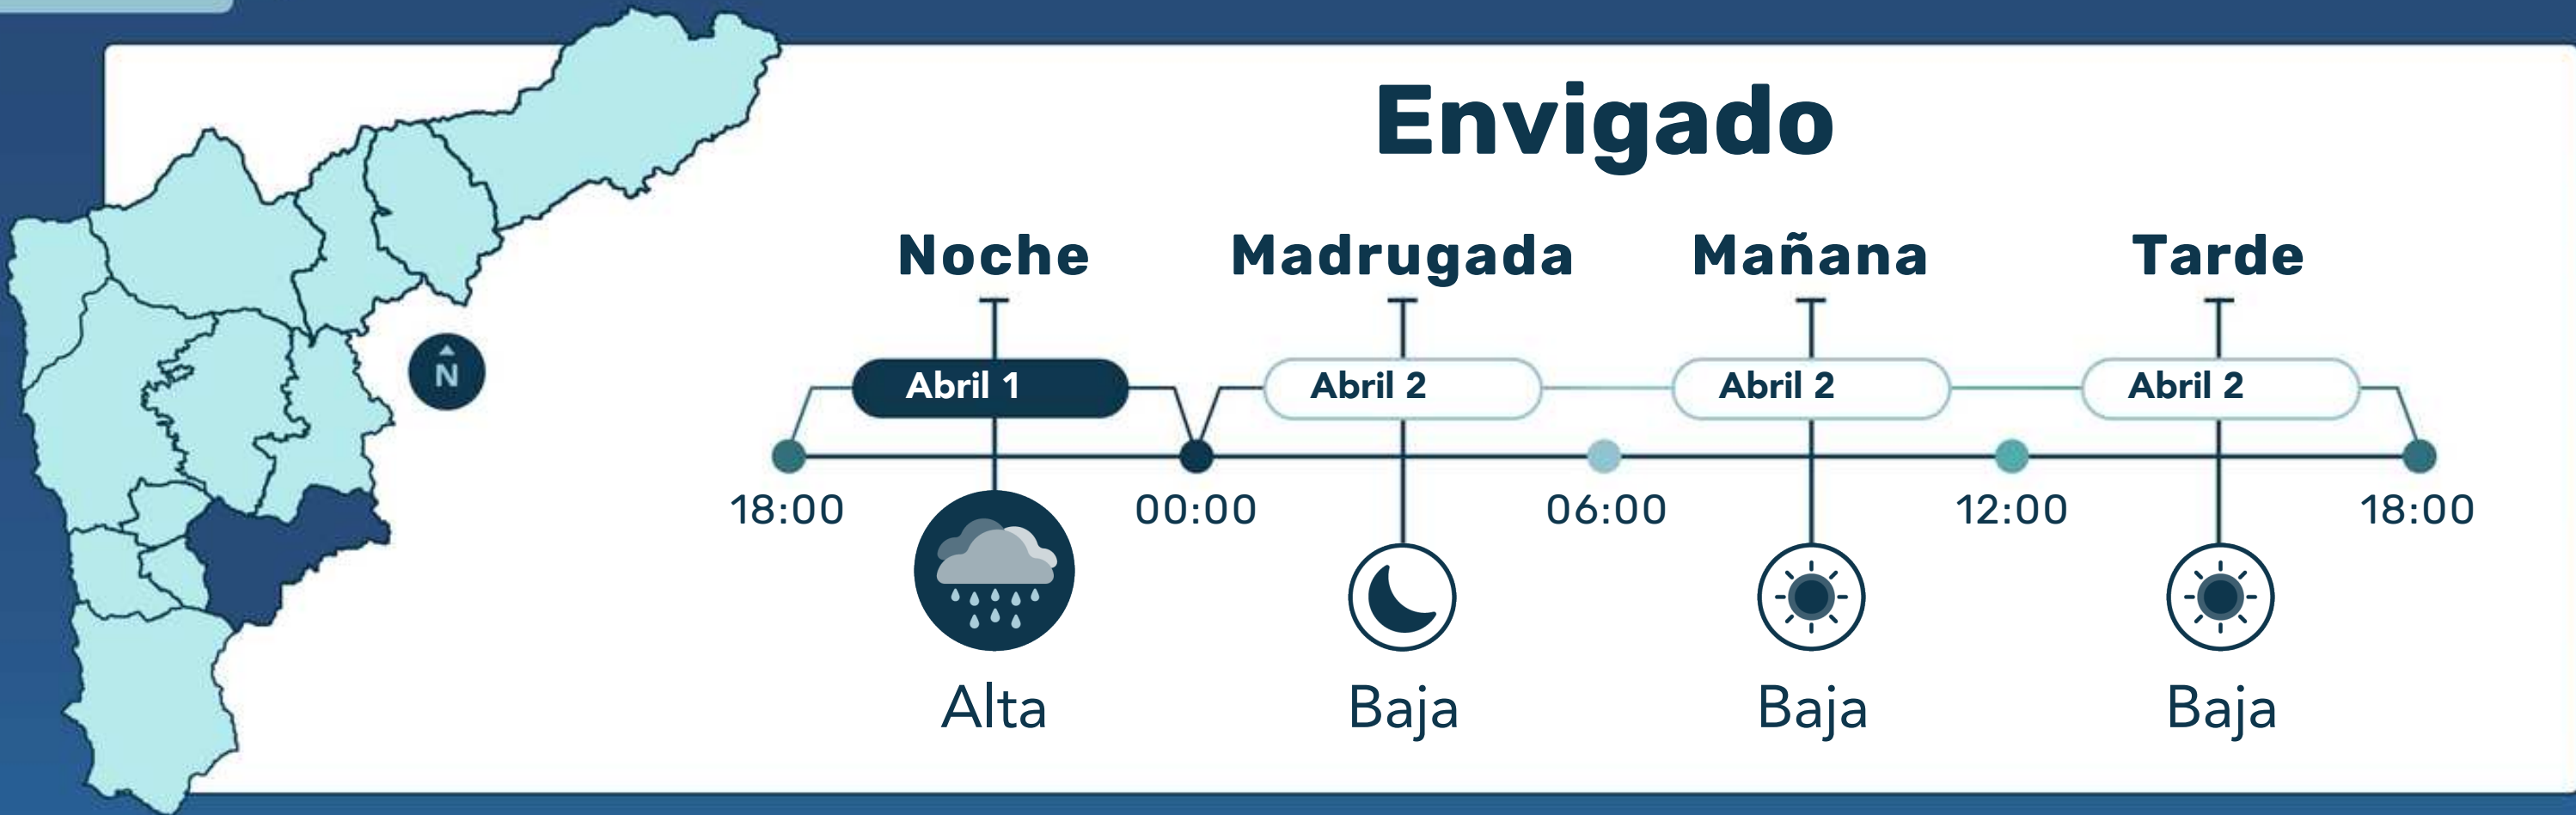 Envigado
Noche Madrugada Mañana Tarde
Abril 1 Abril 2 Abril 2 Abril 2
N
18:00 00:00 06:00 12:00 18:00
Alta Baja Baja Baja